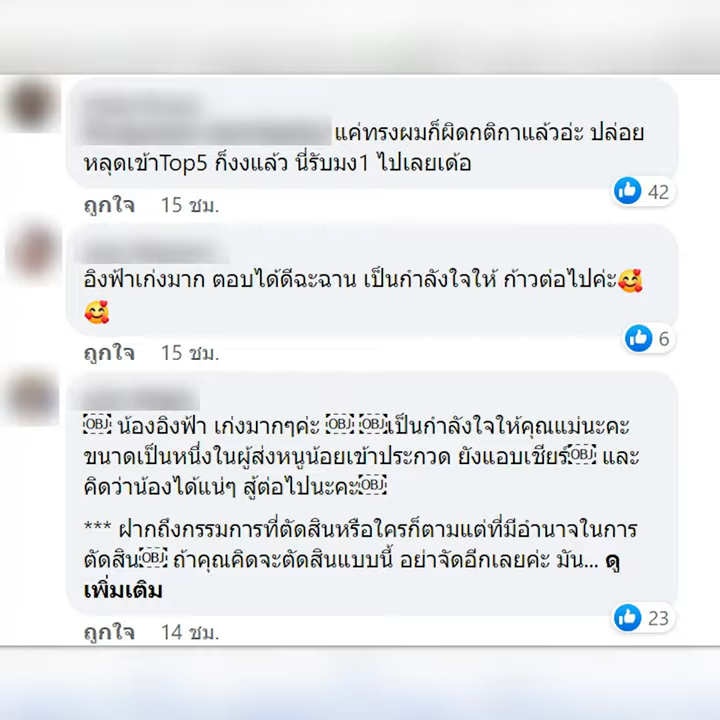 แค่ทรงผมก็ผิดกติกาแล้วอ่ะ ปล่อย
หลุดเข้าTop5 ก็งงแล้ว นี่รับมง1 ไปเลยเด้อ
42
ถูกใจ 15 ชม.
อิงฟ้าเก่งมาก ตอบได้ดีฉะฉาน เป็นกำลังใจให้ ก้าวต่อไปค่ะ🥰
🥰
6
ถูกใจ 15 ชม.
￼ น้องอิงฟ้า เก่งมากๆค่ะ ￼ ￼เป็นกำลังใจให้คุณแม่นะคะ
ขนาดเป็นหนึ่งในผู้ส่งหนูน้อยเข้าประกวด ยังแอบเชียร์￼ และ
คิดว่าน้องได้แน่ๆ สู้ต่อไปนะคะ￼
*** ฝากถึงกรรมการที่ตัดสินหรือใครก็ตามแต่ที่มีอำนาจในการ
ตัดสิน￼ ถ้าคุณคิดจะตัดสินแบบนี้ อย่าจัดอีกเลยค่ะ มัน... ดู
เพิ่มเติม
23
ถูกใจ 14 ชม.